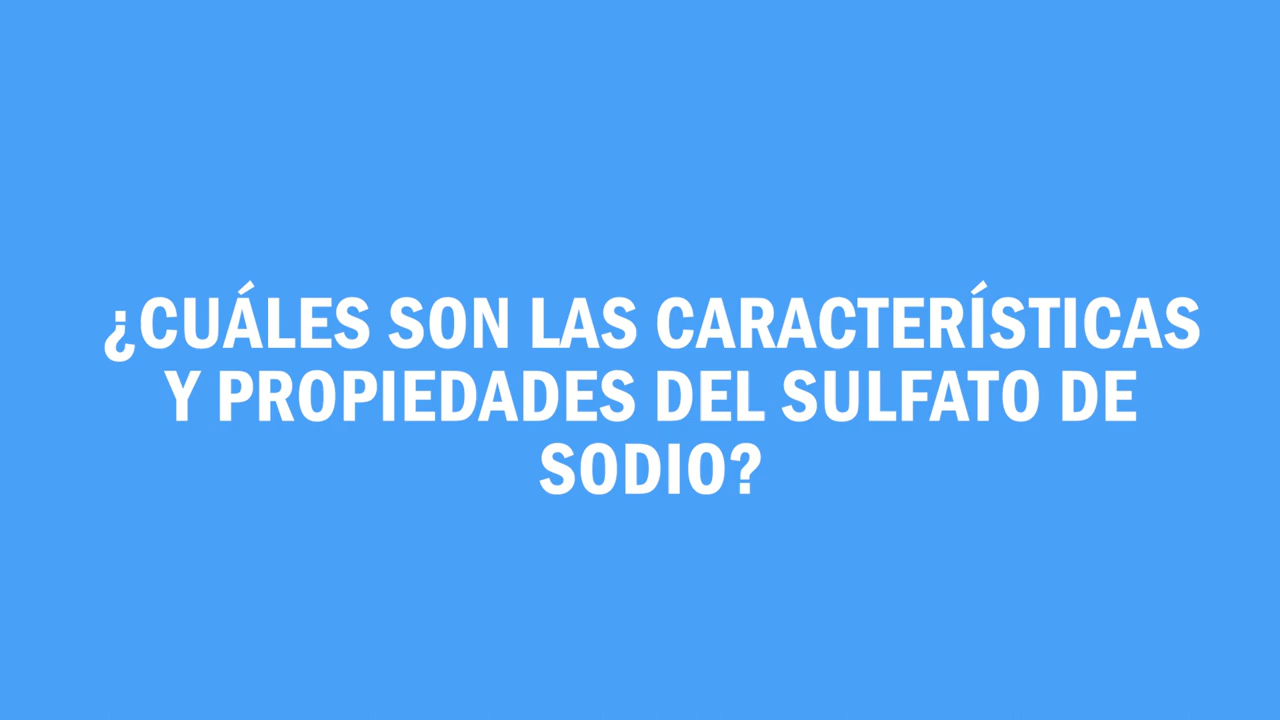 ¿CUÁLES SON LAS CARACTERÍSTICAS
Y PROPIEDADES DEL SULFATO DE
SODIO?